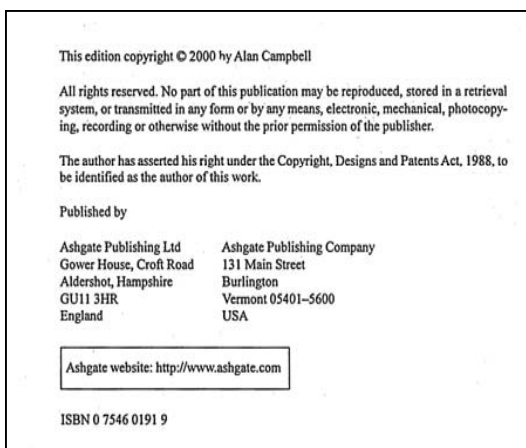 This edition copyright © 2000 by Alan Campbell
All rights reserved. No part of this publication may be reproduced, stored in a retrieval
system, or transmitted in any form or by any means, electronic, mechanical, photocopy-
ing, recording or otherwise without the prior permission of the publisher.
The author has asserted his right under the Copyright, Designs and Patents Act, 1988, to
be identified as the author of this work.
Published by
Ashgate Publishing Ltd
Gower House, Croft Road
Aldershot, Hampshire
GU11 3HR
England
Ashgate Publishing Company
131 Main Street
Burlington
Vermont 05401–5600
USA
Ashgate website: http://www.ashgate.com
ISBN 0 7546 0191 9